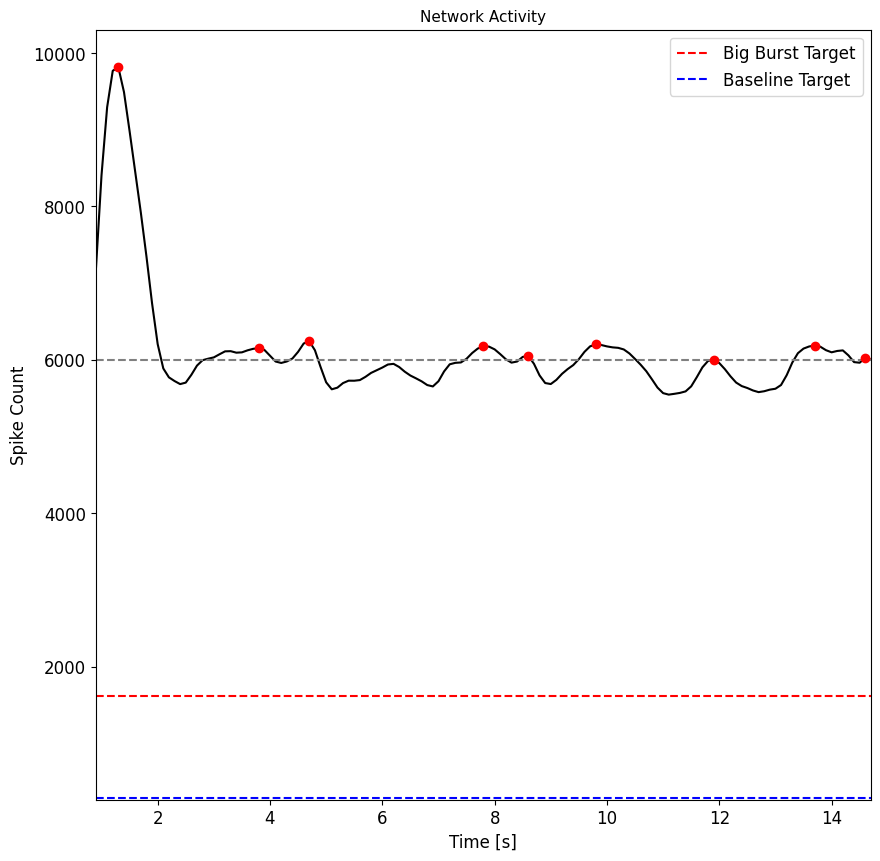 Network Activity
10000
8000
6000
4000
2000
Spike Count
Big Burst Target
Baseline Target
2 4 6 8 10 12 14
Time [s]